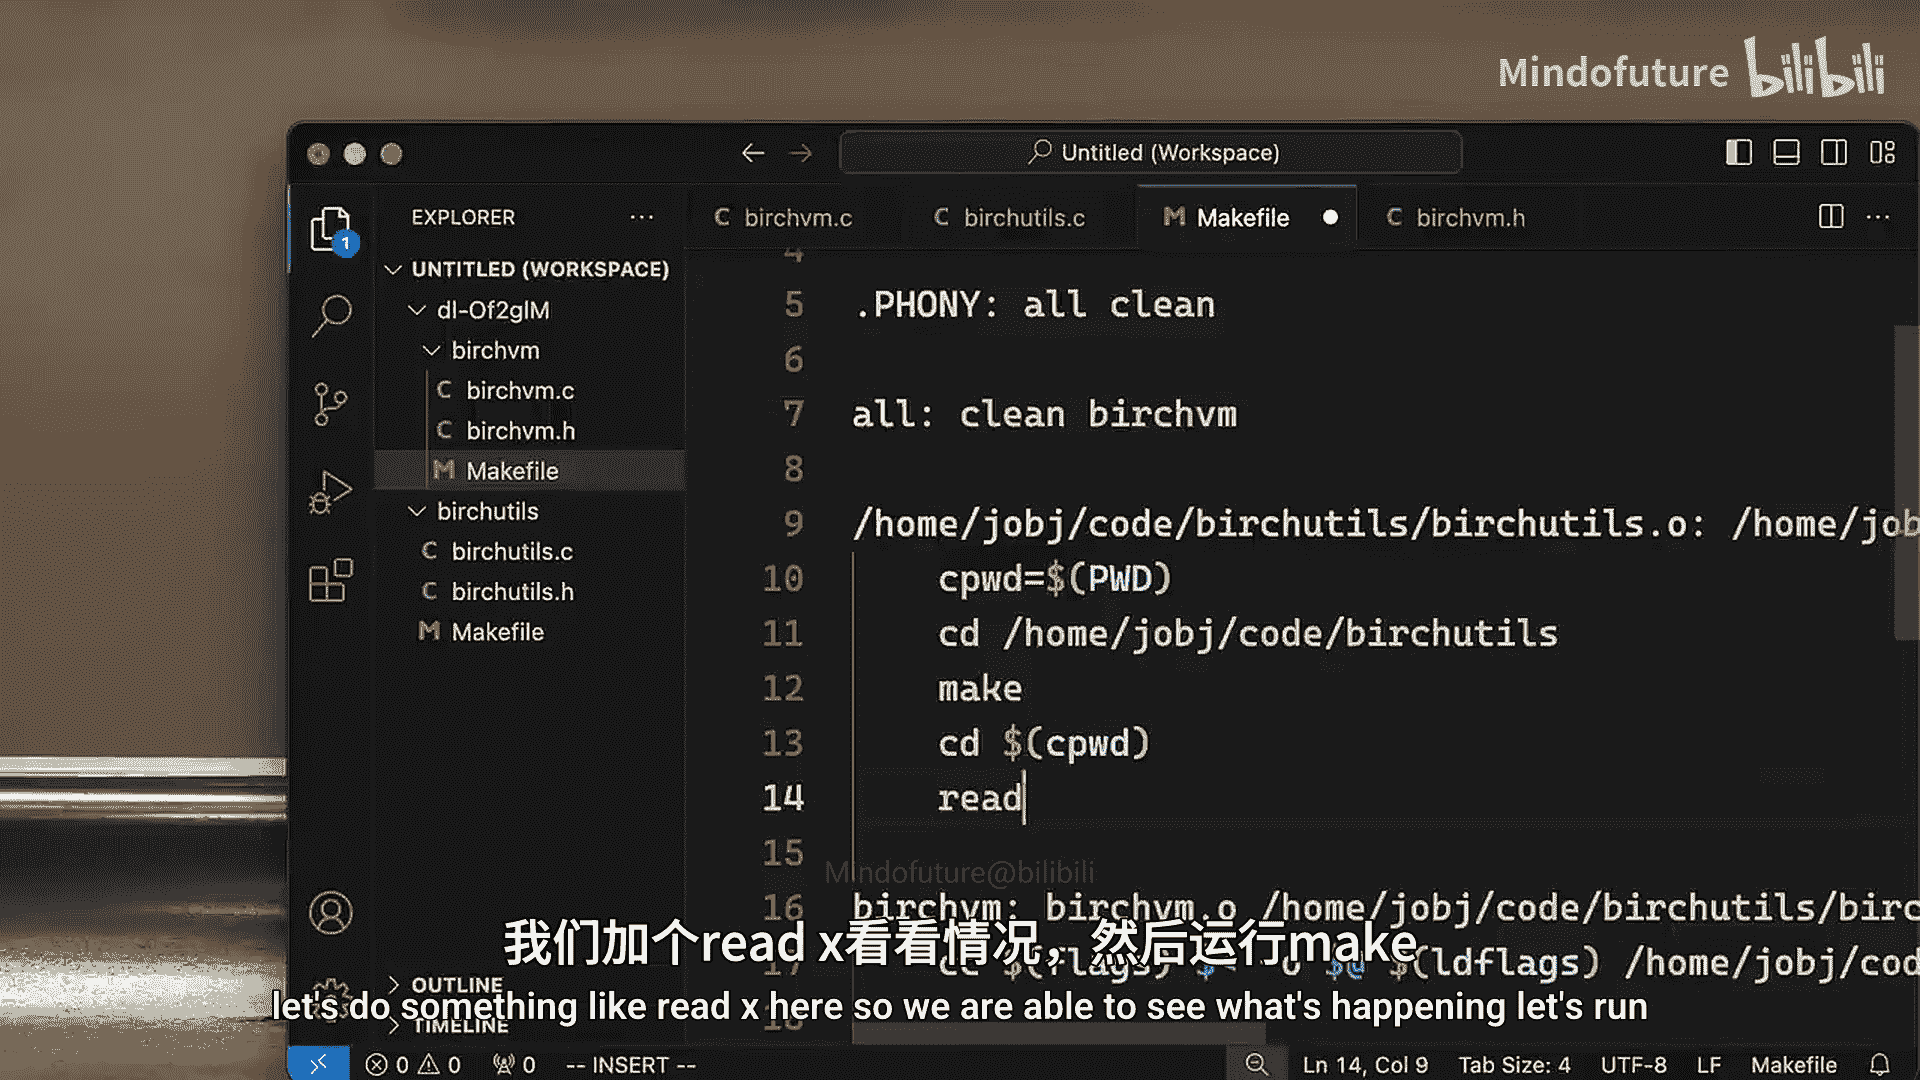 Mindofuture bilibili
Untitled (Workspace)
EXPLORER
birchvm.c
birchutils.c
Makefile
birchvm.h
1
UNTITLED (WORKSPACE)
dl-Of2glM
birchvm
birchvm.c
birchvm.h
Makefile
birchutils
birchutils.c
birchutils.h
Makefile
4
5 .PHONY: all clean
6
7 all: clean birchvm
8
9 /home/jobj/code/birchutils/birchutils.o: /home/job
10 cpwd=$(PWD)
11 cd /home/jobj/code/birchutils
12 make
13 cd $(cpwd)
14 read
15
Mindofuture@bilibili
16 birchvm: birchvm.o /home/jobj/code/birchutils/birc
17 cc $(flags) $^ -o $@ $(ldflags) /home/jobj/cod
18
我们加个read x看看情况，然后运行make
let's do something like read x here so we are able to see what's happening let's run
OUTLINE
TIMELINE
0 0 0 -- INSERT -- Ln 14, Col 9 Tab Size: 4 UTF-8 LF Makefile